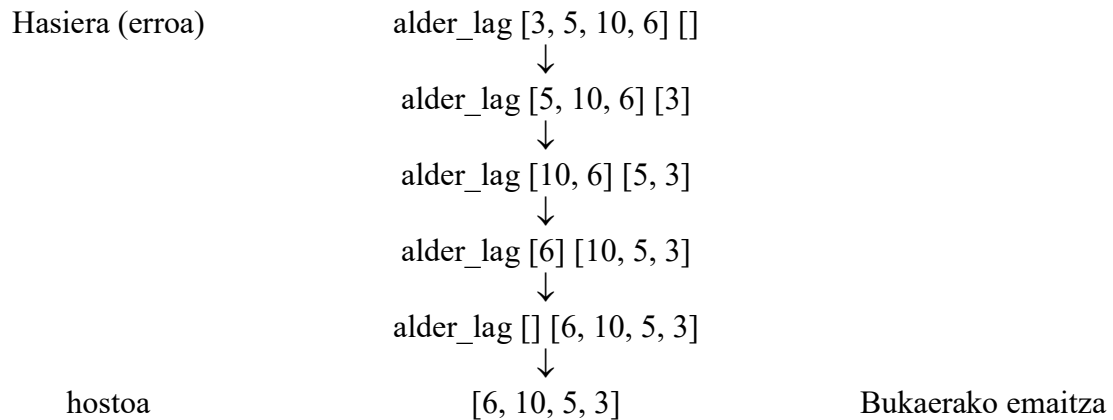 Hasiera (erroa) alder_lag [3, 5, 10, 6] []
↓
alder_lag [5, 10, 6] [3]
↓
alder_lag [10, 6] [5, 3]
↓
alder_lag [6] [10, 5, 3]
↓
alder_lag [] [6, 10, 5, 3]
↓
hostoa [6, 10, 5, 3] Bukaerako emaitza